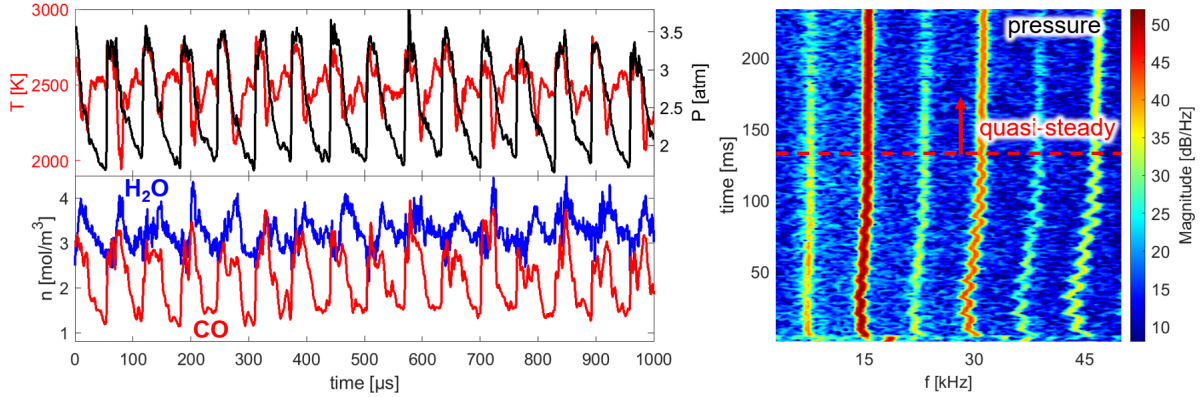 3000
2500
2000
T [K]
3.5
3
2.5
2
P [atm]
H₂O
CO
4
3
2
1
n [mol/m³]
0 100 200 300 400 500 600 700 800 900 1000
time [µs]
pressure
quasi-steady
200
150
100
50
time [ms]
15 30 45
f [kHz]
50
45
40
35
30
25
20
15
10
Magnitude [dB/Hz]